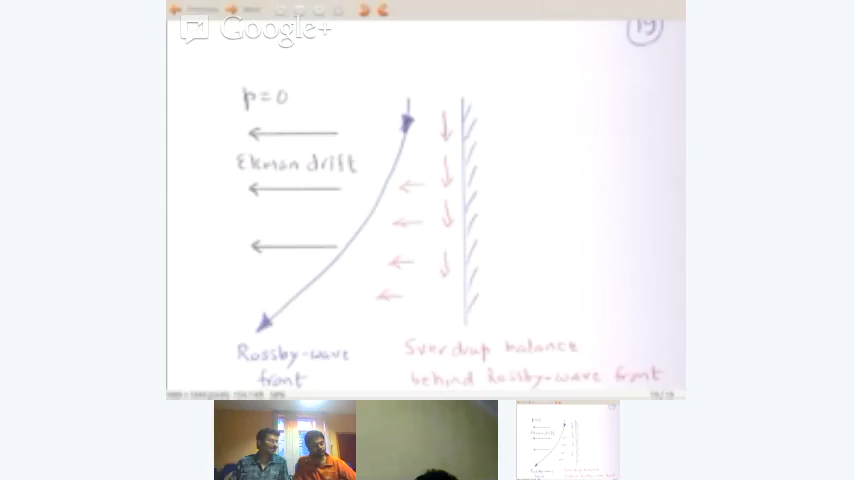 Google+
19
p = 0
Ekman drift
Rossby-wave
front
Sverdrup balance
behind Rossby-wave front